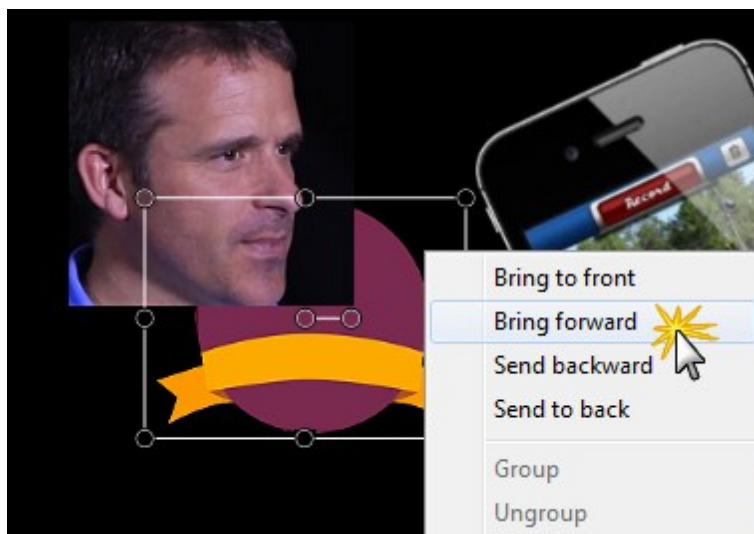 Record
Bring to front
Bring forward
Send backward
Send to back
Group
Ungroup